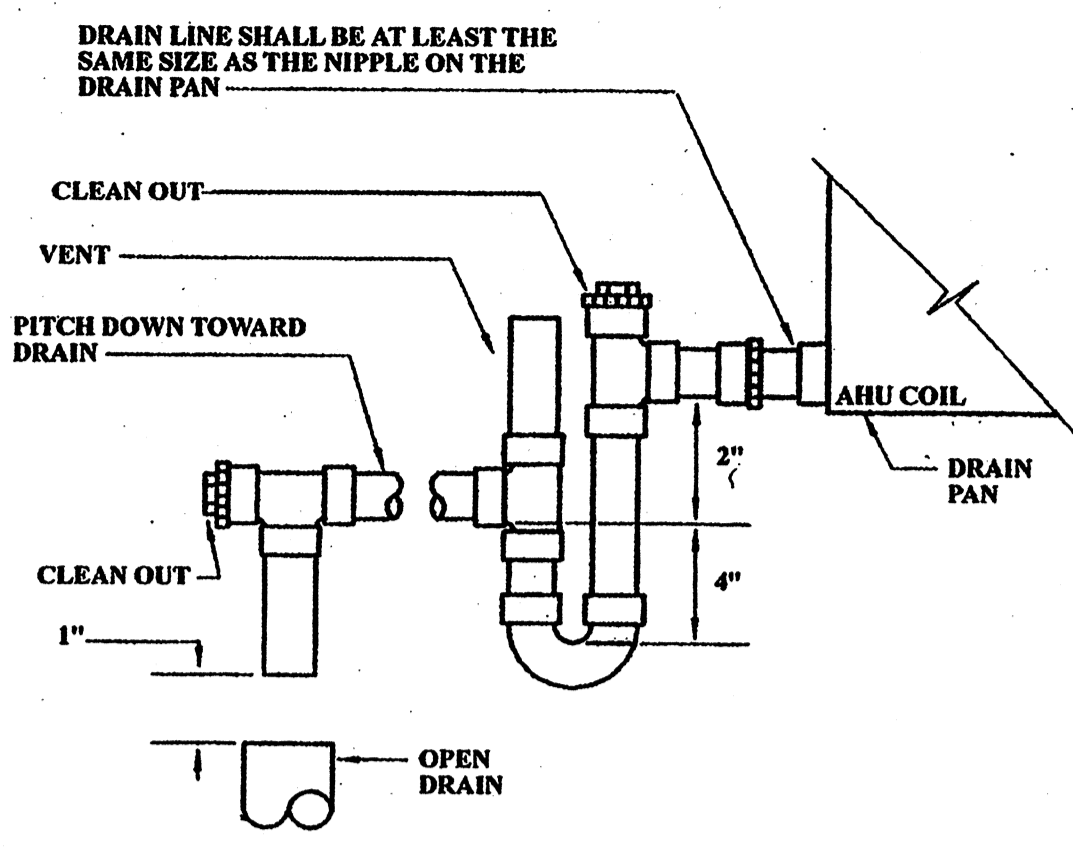 DRAIN LINE SHALL BE AT LEAST THE
SAME SIZE AS THE NIPPLE ON THE
DRAIN PAN
CLEAN OUT
VENT
PITCH DOWN TOWARD
DRAIN
AHU COIL
2"
DRAIN
PAN
CLEAN OUT
4"
1"
OPEN
DRAIN